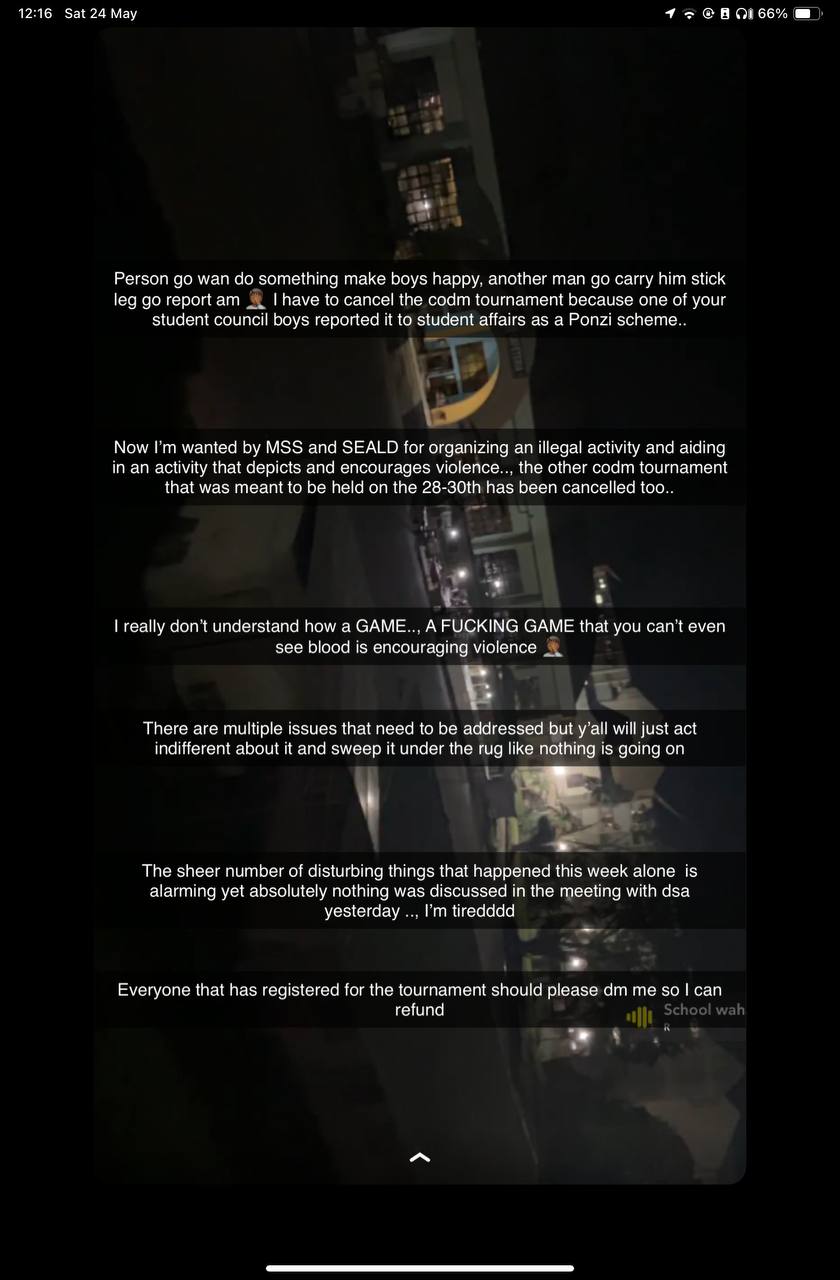 12:16 Sat 24 May 66%
Person go wan do something make boys happy, another man go carry him stick
leg go report am 🤦🏾‍♂️ I have to cancel the codm tournament because one of your
student council boys reported it to student affairs as a Ponzi scheme..
Now I’m wanted by MSS and SEALD for organizing an illegal activity and aiding
in an activity that depicts and encourages violence.., the other codm tournament
that was meant to be held on the 28-30th has been cancelled too..
I really don’t understand how a GAME.., A FUCKING GAME that you can’t even
see blood is encouraging violence 🤦🏾‍♂️
There are multiple issues that need to be addressed but y’all will just act
indifferent about it and sweep it under the rug like nothing is going on
The sheer number of disturbing things that happened this week alone  is
alarming yet absolutely nothing was discussed in the meeting with dsa
yesterday .., I’m tiredddd
Everyone that has registered for the tournament should please dm me so I can
refund
School wah
R